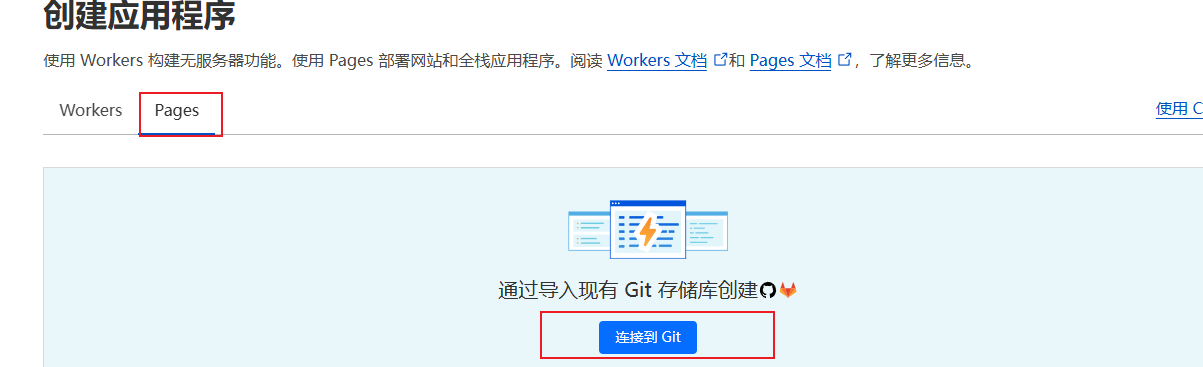 创建应用程序
使用 Workers 构建无服务器功能。使用 Pages 部署网站和全栈应用程序。阅读 Workers 文档 和 Pages 文档 ，了解更多信息。
Workers Pages 使用 C
通过导入现有 Git 存储库创建
连接到 Git